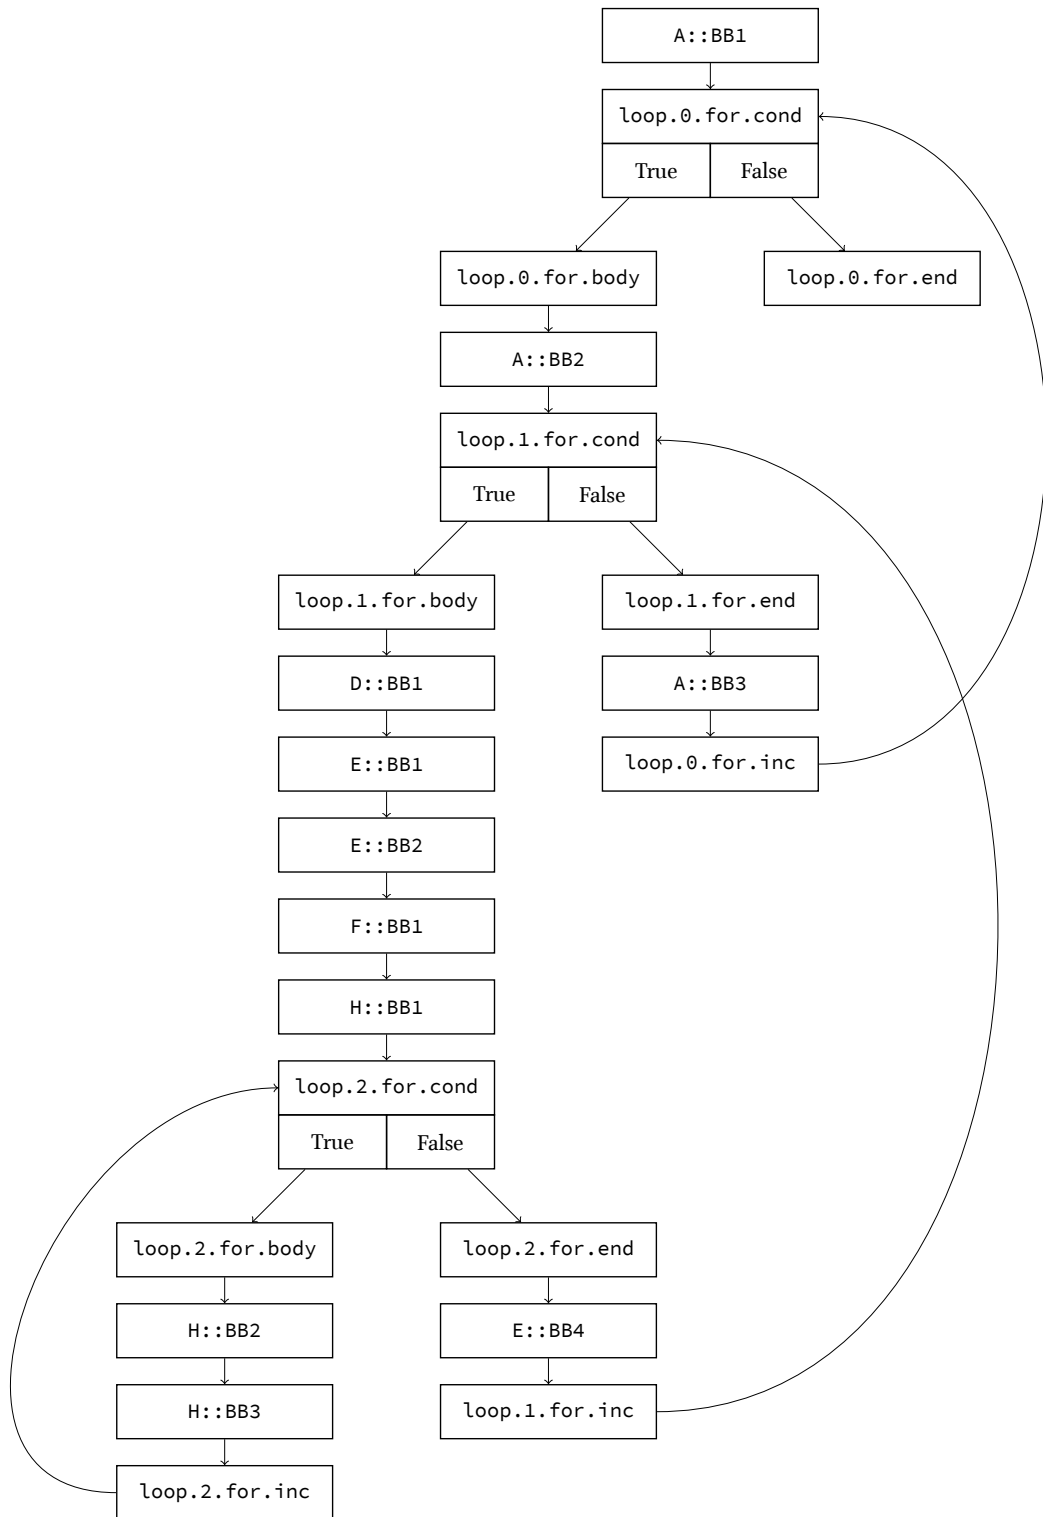 A::BB1
loop.0.for.cond
True False
loop.0.for.body loop.0.for.end
A::BB2
loop.1.for.cond
True False
loop.1.for.body loop.1.for.end
D::BB1 A::BB3
E::BB1 loop.0.for.inc
E::BB2
F::BB1
H::BB1
loop.2.for.cond
True False
loop.2.for.body loop.2.for.end
H::BB2 E::BB4
H::BB3 loop.1.for.inc
loop.2.for.inc